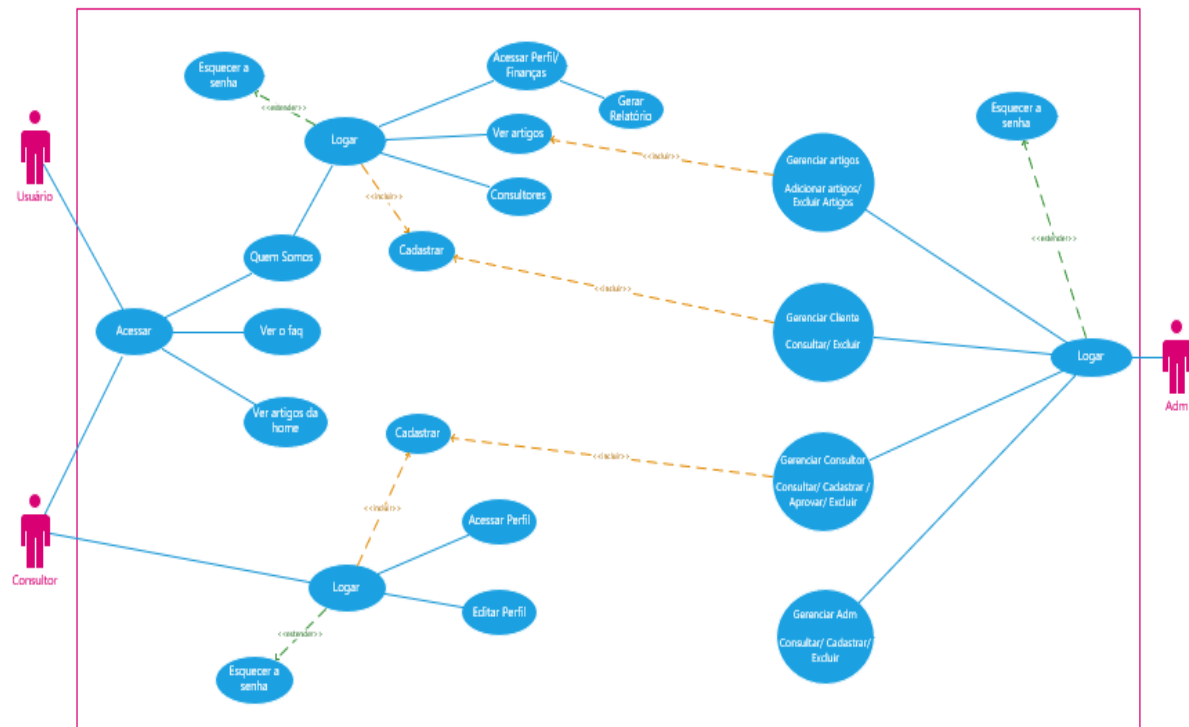 Esquecer a
senha
<<extender>>
Acessar Perfil/
Finanças
Gerar
Relatório
Logar
Ver artigos
<<incluir>>
Consultores
<<incluir>>
Cadastrar
<<incluir>>
Usuário
Quem Somos
Acessar
Ver o faq
Ver artigos da
home
Gerenciar artigos
Adicionar artigos/
Excluir Artigos
Esquecer a
senha
<<extender>>
Gerenciar Cliente
Consultar/ Excluir
Logar
Adm
Cadastrar
<<incluir>>
Gerenciar Consultor
Consultar/ Cadastrar /
Aprovar/ Excluir
<<incluir>>
Consultor
Acessar Perfil
Logar
Editar Perfil
<<extender>>
Esquecer a
senha
Gerenciar Adm
Consultar/ Cadastrar/
Excluir